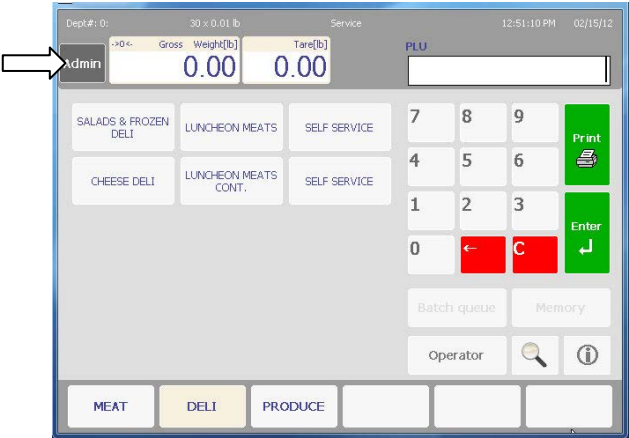 Dept#: 0: 30 x 0.01 lb Service 12:51:10 PM 02/15/12
->0<- Gross Weight[lb] Tare[lb] PLU
Admin 0.00 0.00
SALADS & FROZEN
DELI
LUNCHEON MEATS
SELF SERVICE
CHEESE DELI
LUNCHEON MEATS
CONT.
SELF SERVICE
7 8 9
Print
4 5 6
1 2 3
Enter
0 ← C ↵
Batch queue Memory
Operator
MEAT DELI PRODUCE